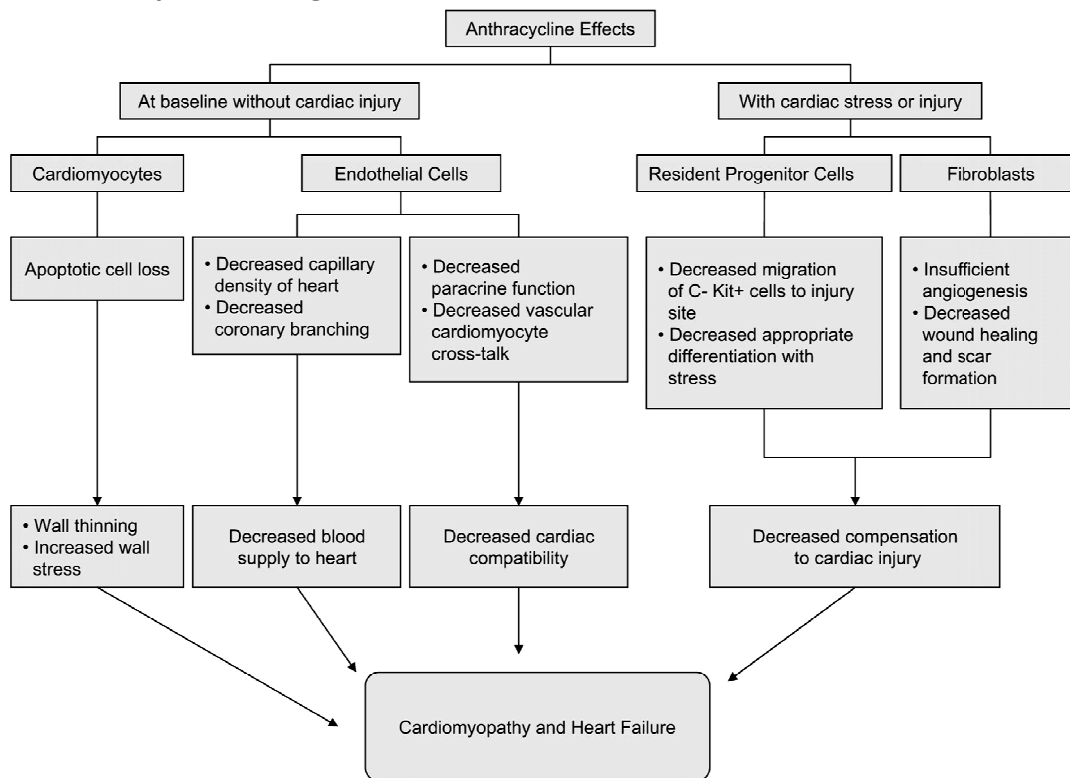 Anthracycline Effects
At baseline without cardiac injury
With cardiac stress or injury
Cardiomyocytes
Endothelial Cells
Resident Progenitor Cells
Fibroblasts
Apoptotic cell loss
• Decreased capillary
density of heart
• Decreased
coronary branching
• Decreased
paracrine function
• Decreased vascular
cardiomyocyte
cross-talk
• Decreased migration
of C- Kit+ cells to injury
site
• Decreased appropriate
differentiation with
stress
• Insufficient
angiogenesis
• Decreased
wound healing
and scar
formation
• Wall thinning
• Increased wall
stress
Decreased blood
supply to heart
Decreased cardiac
compatibility
Decreased compensation
to cardiac injury
Cardiomyopathy and Heart Failure